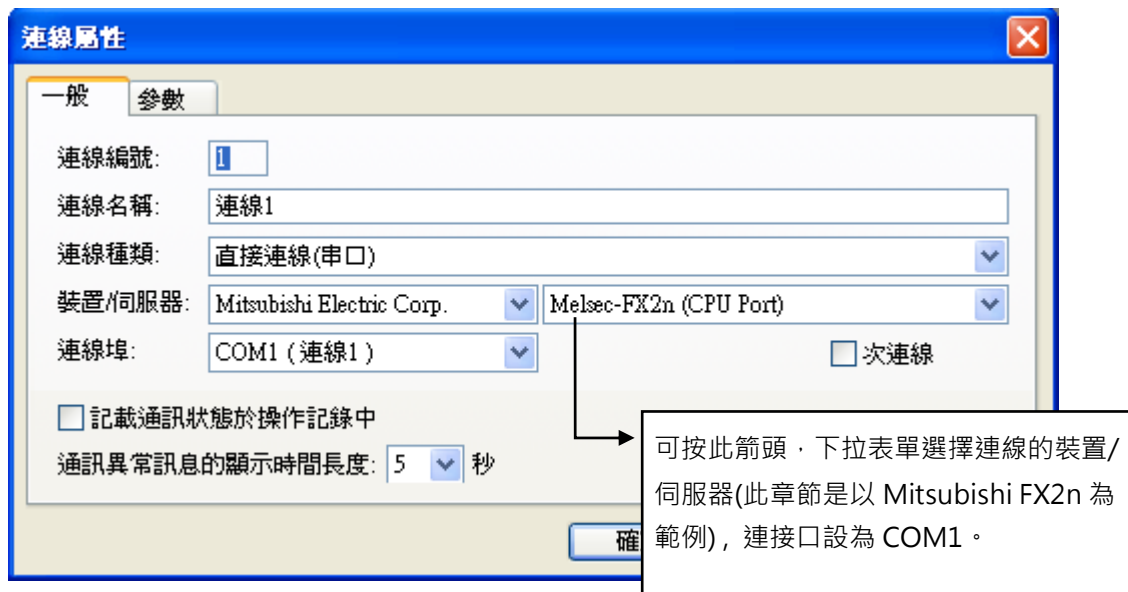 連線屬性
一般 參數
連線編號: 1
連線名稱: 連線1
連線種類: 直接連線(串口)
裝置/伺服器: Mitsubishi Electric Corp. Melsec-FX2n (CPU Port)
連線埠: COM1 ( 連線1 ) 次連線
記載通訊狀態於操作記錄中
通訊異常訊息的顯示時間長度: 5 秒
確
可按此箭頭，下拉表單選擇連線的裝置/
伺服器(此章節是以 Mitsubishi FX2n 為
範例) , 連接口設為 COM1。